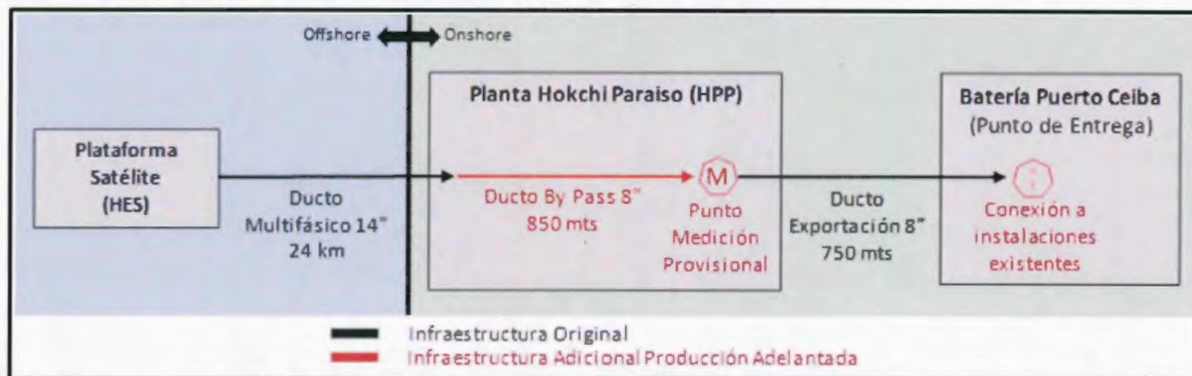 Offshore Onshore
Planta Hokchi Paraiso (HPP)
Batería Puerto Ceiba
(Punto de Entrega)
Plataforma
Satélite
(HES)
Ducto
Multifásico 14"
24 km
Ducto By Pass 8"
850 mts
M
Punto
Medición
Provisional
Ducto
Exportación 8"
750 mts
Conexión a
instalaciones
existentes
Infraestructura Original
Infraestructura Adicional Producción Adelantada